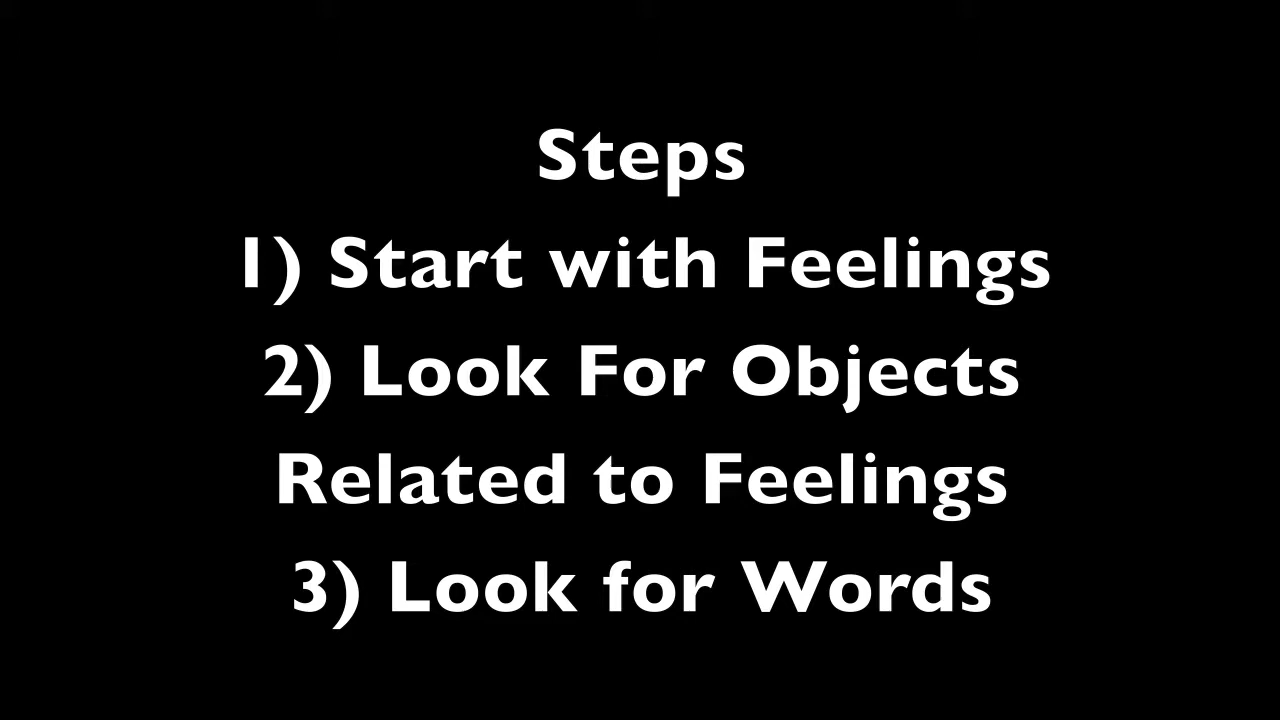 Steps
1) Start with Feelings
2) Look For Objects
Related to Feelings
3) Look for Words